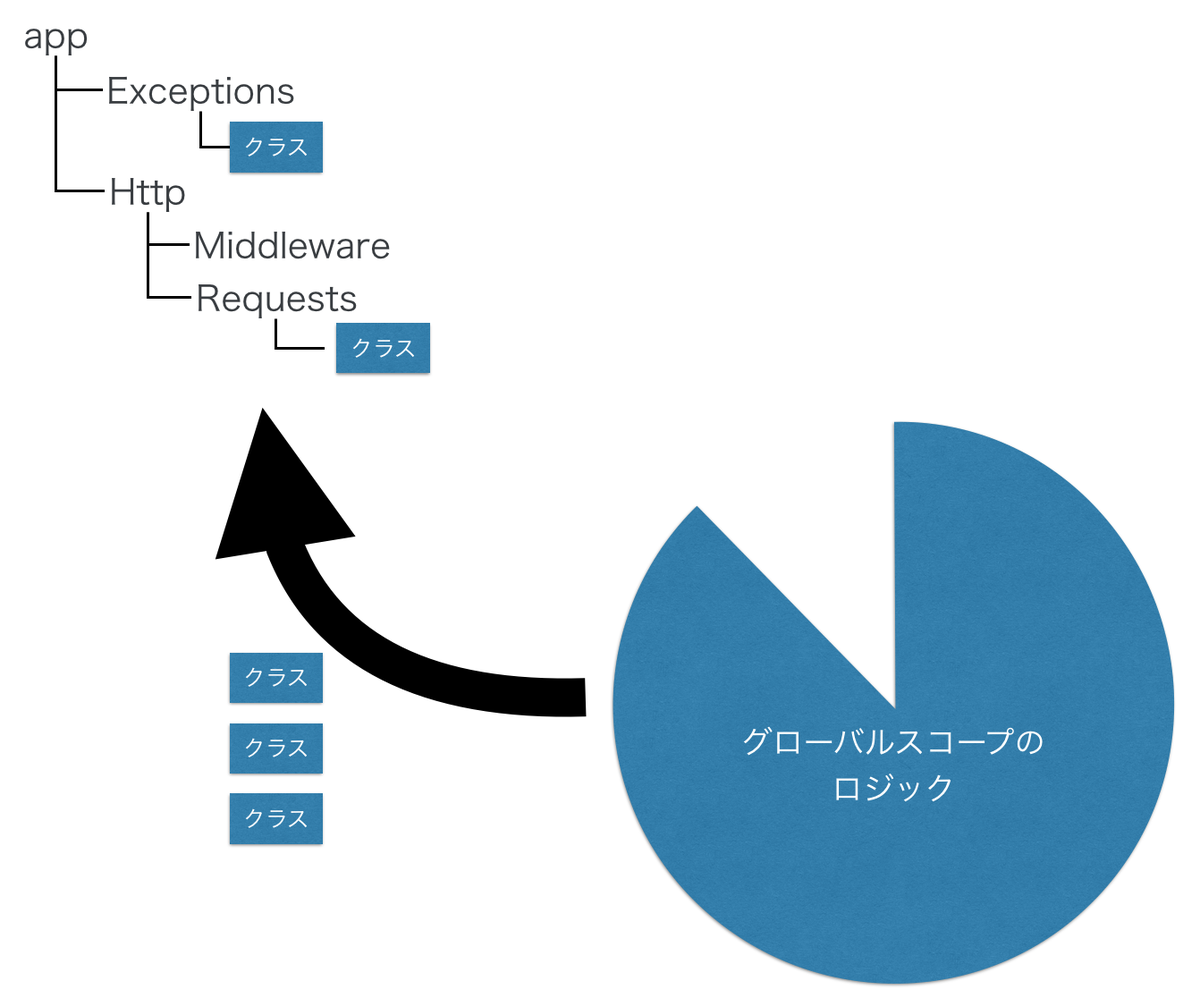 app
Exceptions
クラス
Http
Middleware
Requests
クラス
クラス
クラス
クラス
グローバルスコープの
ロジック